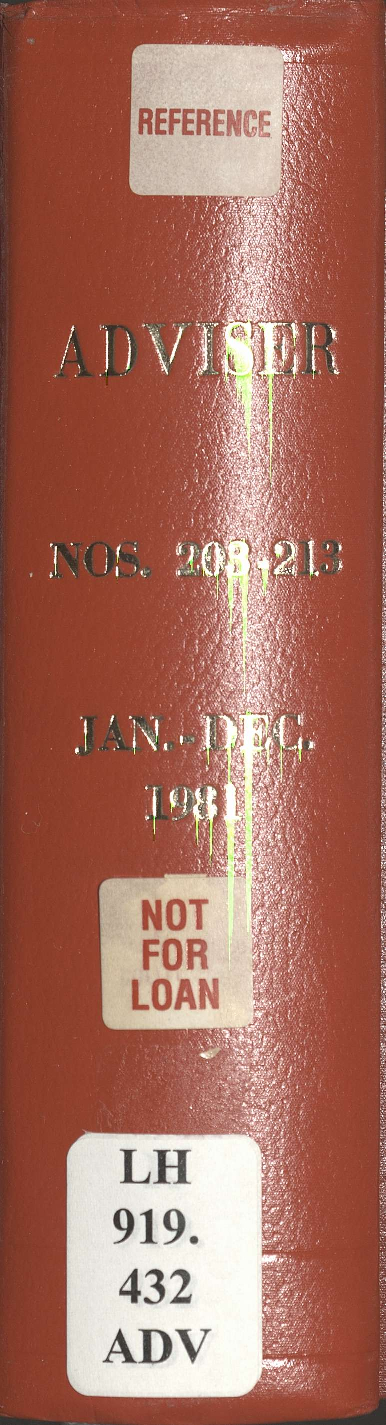 REFERENCE
ADVISER
NOS. 203-213
JAN.-DEC.
1981
NOT
FOR
LOAN
LH
919.
432
ADV